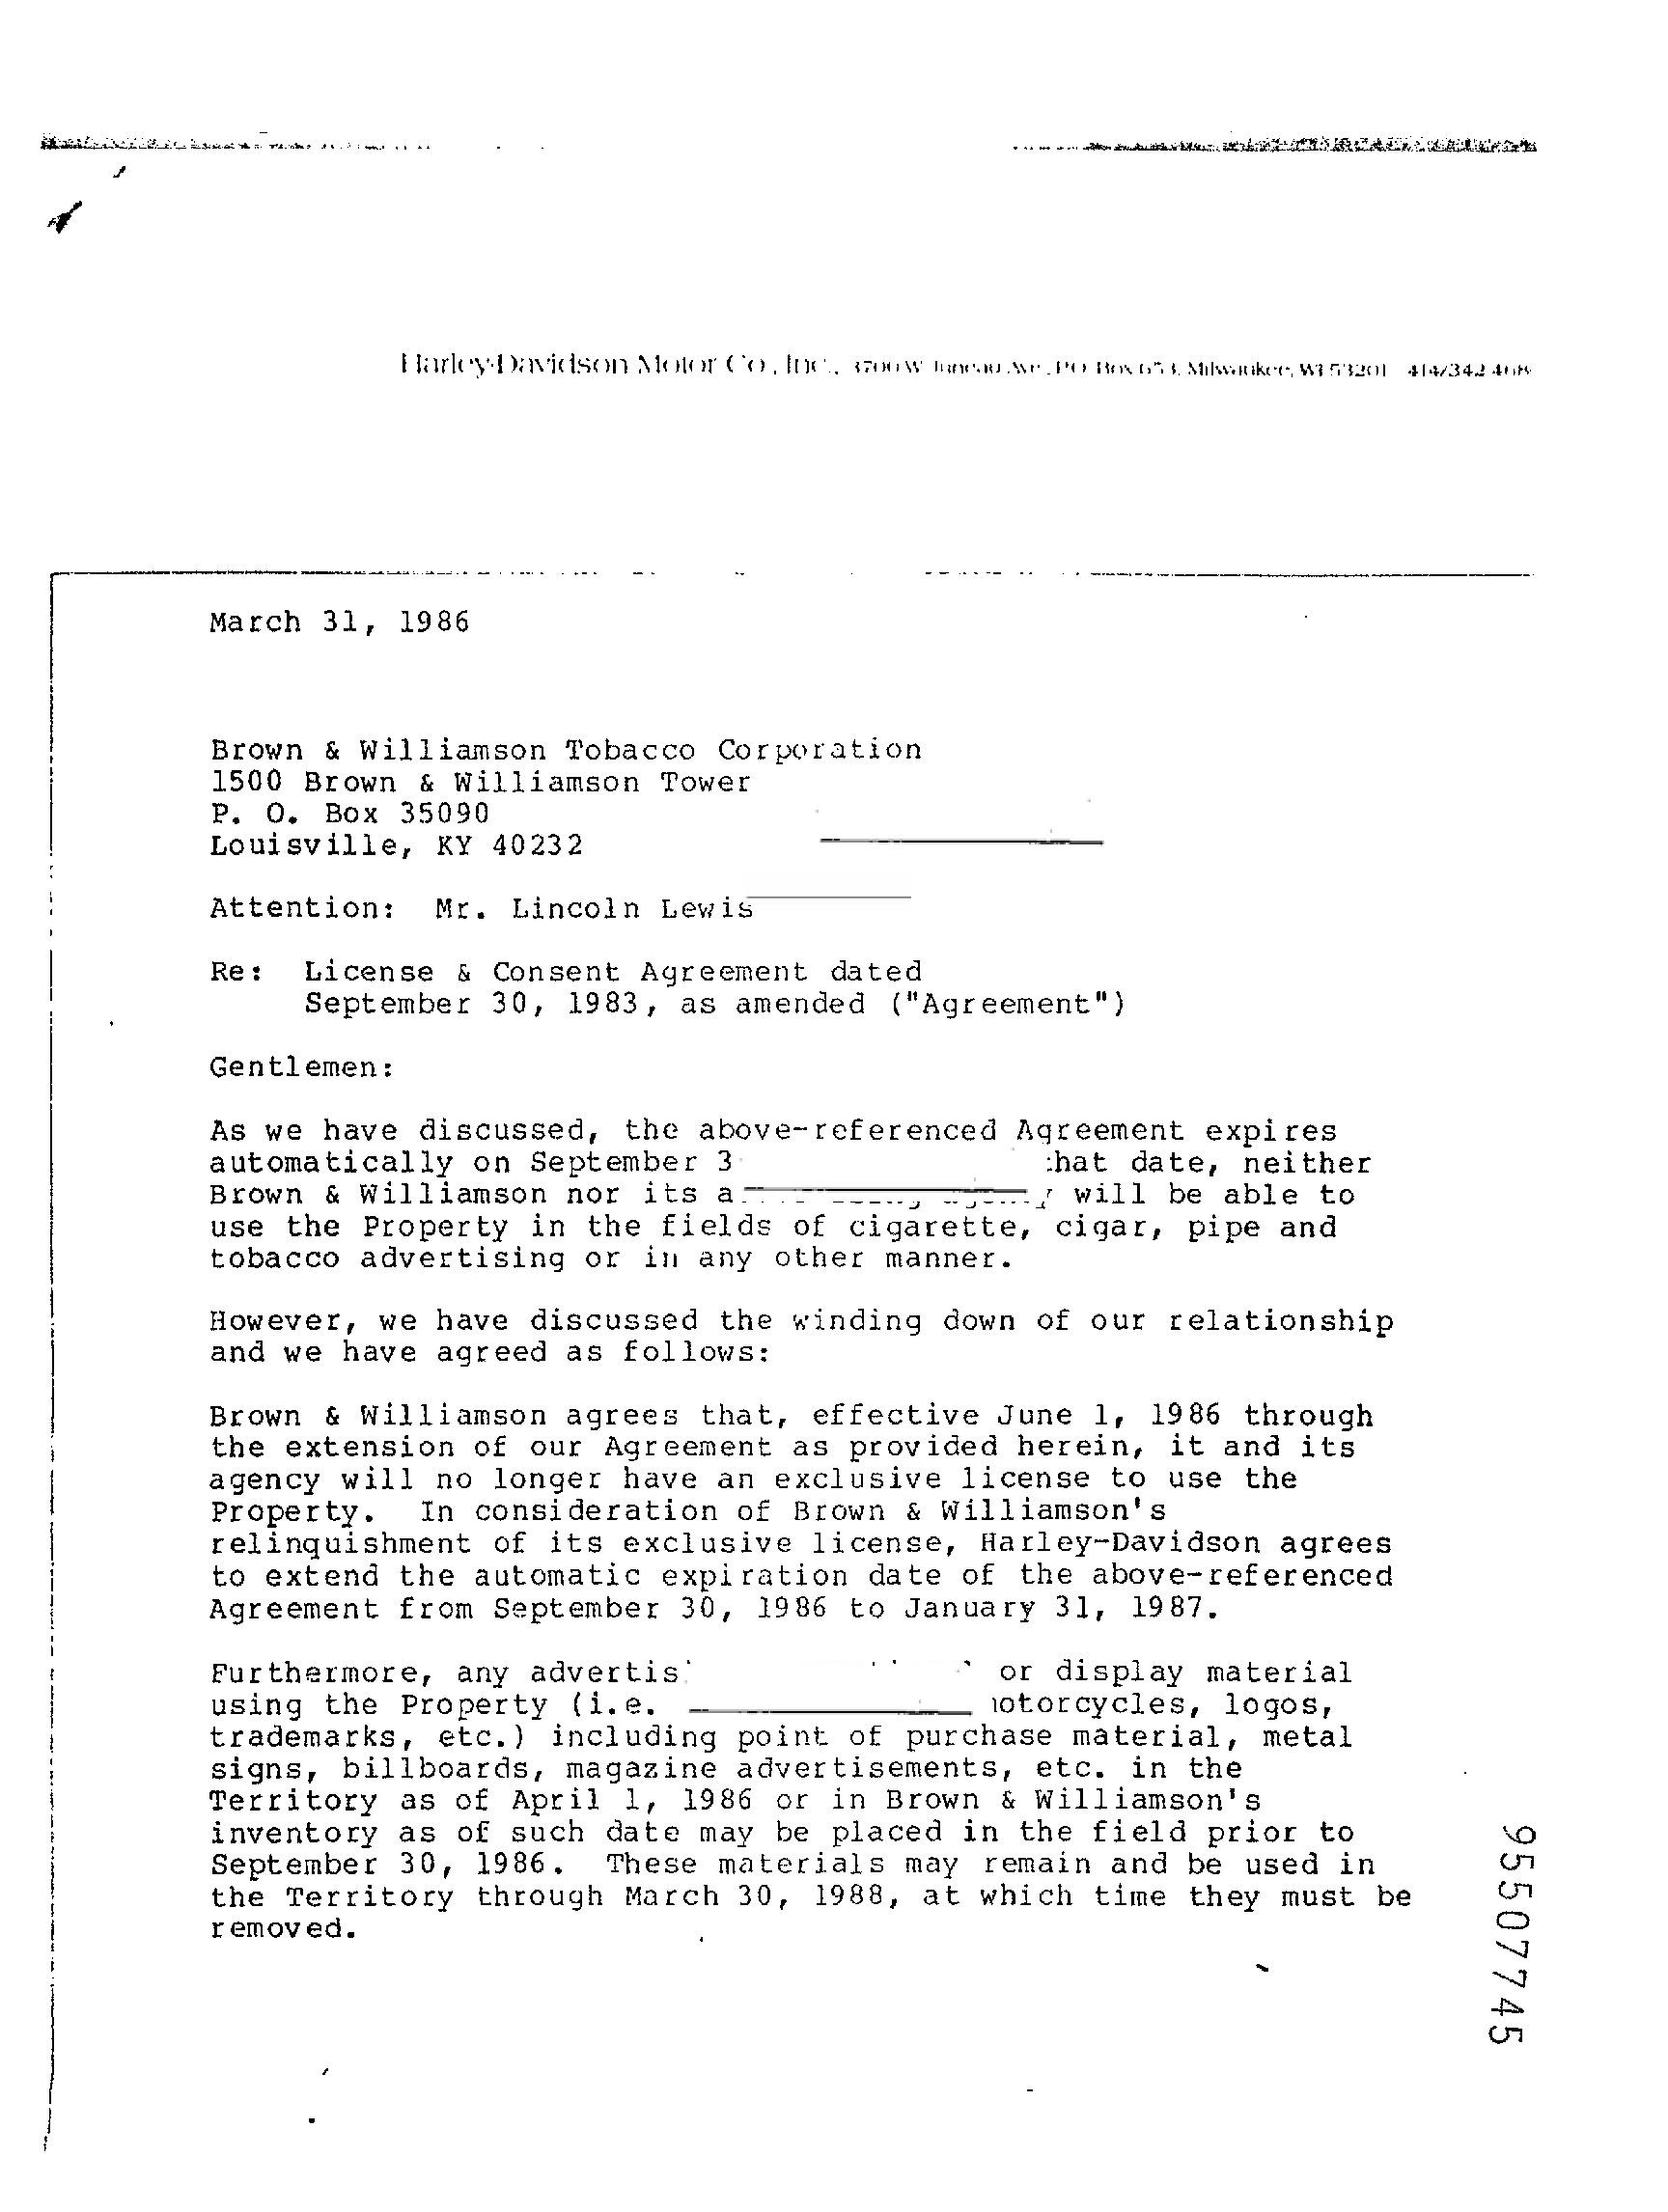 Harley-Davidson Motor Co., Inc., 3700 W. Juneau Ave., P.O. Box 653, Milwaukee, WI 53201 414/342
March 31, 1986
Brown & Williamson Tobacco Corporation
1500 Brown & Williamson Tower
P. O. Box 35090
Louisville, KY 40232
Attention: Mr. Lincoln Lewis
Re: License & Consent Agreement dated
September 30, 1983, as amended ("Agreement")
Gentlemen:
As we have discussed, the above-referenced Agreement expires
automatically on September 3 that date, neither
Brown & Williamson nor its a will be able to
use the Property in the fields of cigarette, cigar, pipe and
tobacco advertising or in any other manner.
However, we have discussed the winding down of our relationship
and we have agreed as follows:
Brown & Williamson agrees that, effective June 1, 1986 through
the extension of our Agreement as provided herein, it and its
agency will no longer have an exclusive license to use the
Property. In consideration of Brown & Williamson's
relinquishment of its exclusive license, Harley-Davidson agrees
to extend the automatic expiration date of the above-referenced
Agreement from September 30, 1986 to January 31, 1987.
Furthermore, any advertis or display material
using the Property (i.e. motorcycles, logos,
trademarks, etc.) including point of purchase material, metal
signs, billboards, magazine advertisements, etc. in the
Territory as of April 1, 1986 or in Brown & Williamson's
inventory as of such date may be placed in the field prior to
September 30, 1986. These materials may remain and be used in
the Territory through March 30, 1988, at which time they must be
removed.
95507745